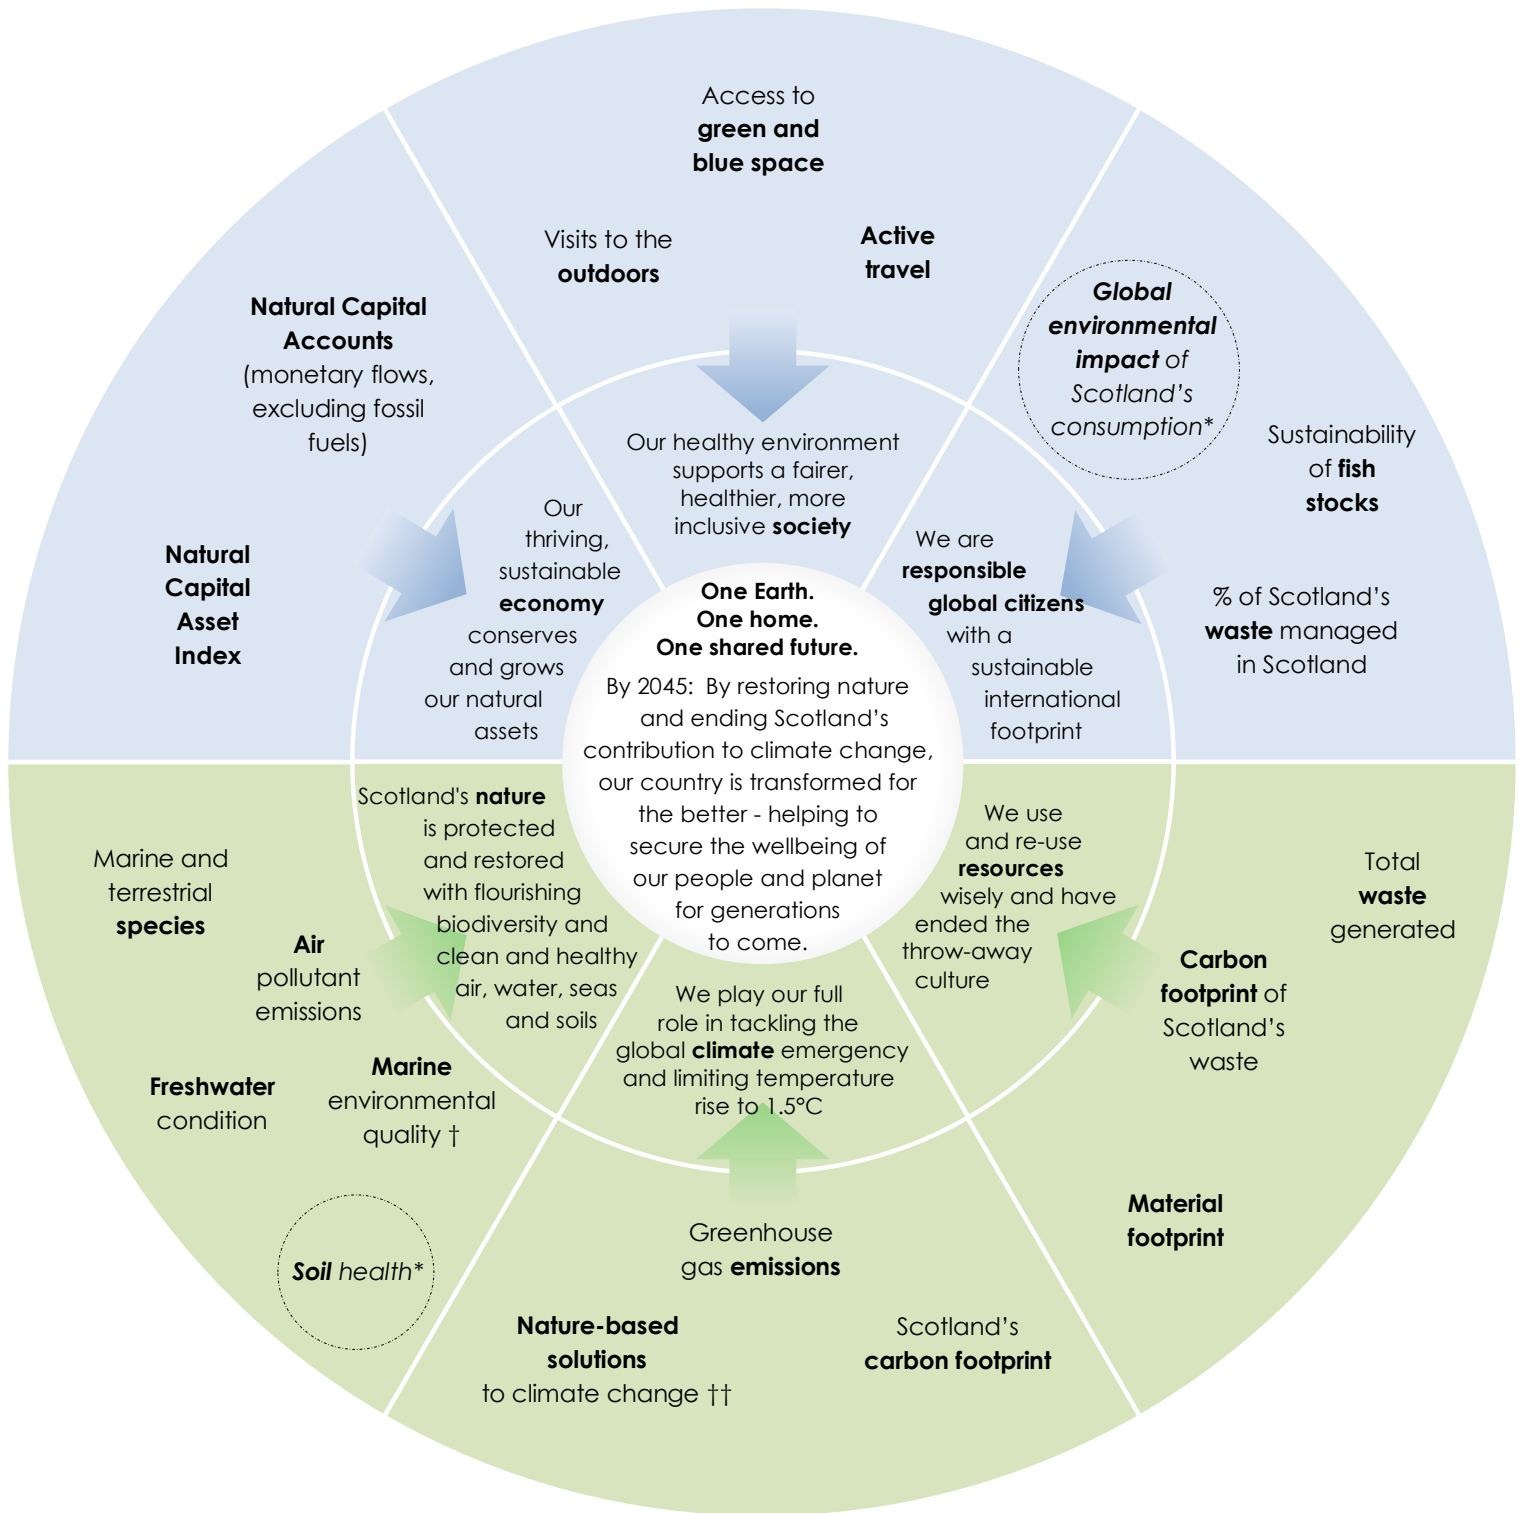 Access to
green and
blue space
Visits to the
outdoors
Active
travel
Our healthy environment
supports a fairer,
healthier, more
inclusive society
Global
environmental
impact of
Scotland's
consumption*
Sustainability
of fish
stocks
% of Scotland's
waste managed
in Scotland
We are
responsible
global citizens
with a
sustainable
international
footprint
Natural Capital
Accounts
(monetary flows,
excluding fossil
fuels)
Natural
Capital
Asset
Index
Our
thriving,
sustainable
economy
conserves
and grows
our natural
assets
One Earth.
One home.
One shared future.
By 2045: By restoring nature
and ending Scotland's
contribution to climate change,
our country is transformed for
the better - helping to
secure the wellbeing of
our people and planet
for generations
to come.
Scotland's nature
is protected
and restored
with flourishing
biodiversity and
clean and healthy
air, water, seas
and soils
Marine and
terrestrial
species
Air
pollutant
emissions
Freshwater
condition
Marine
environmental
quality †
Soil health*
We play our full
role in tackling the
global climate emergency
and limiting temperature
rise to 1.5°C
Greenhouse
gas emissions
Nature-based
solutions
to climate change ††
Scotland's
carbon footprint
We use
and re-use
resources
wisely and have
ended the
throw-away
culture
Total
waste
generated
Carbon
footprint of
Scotland's
waste
Material
footprint